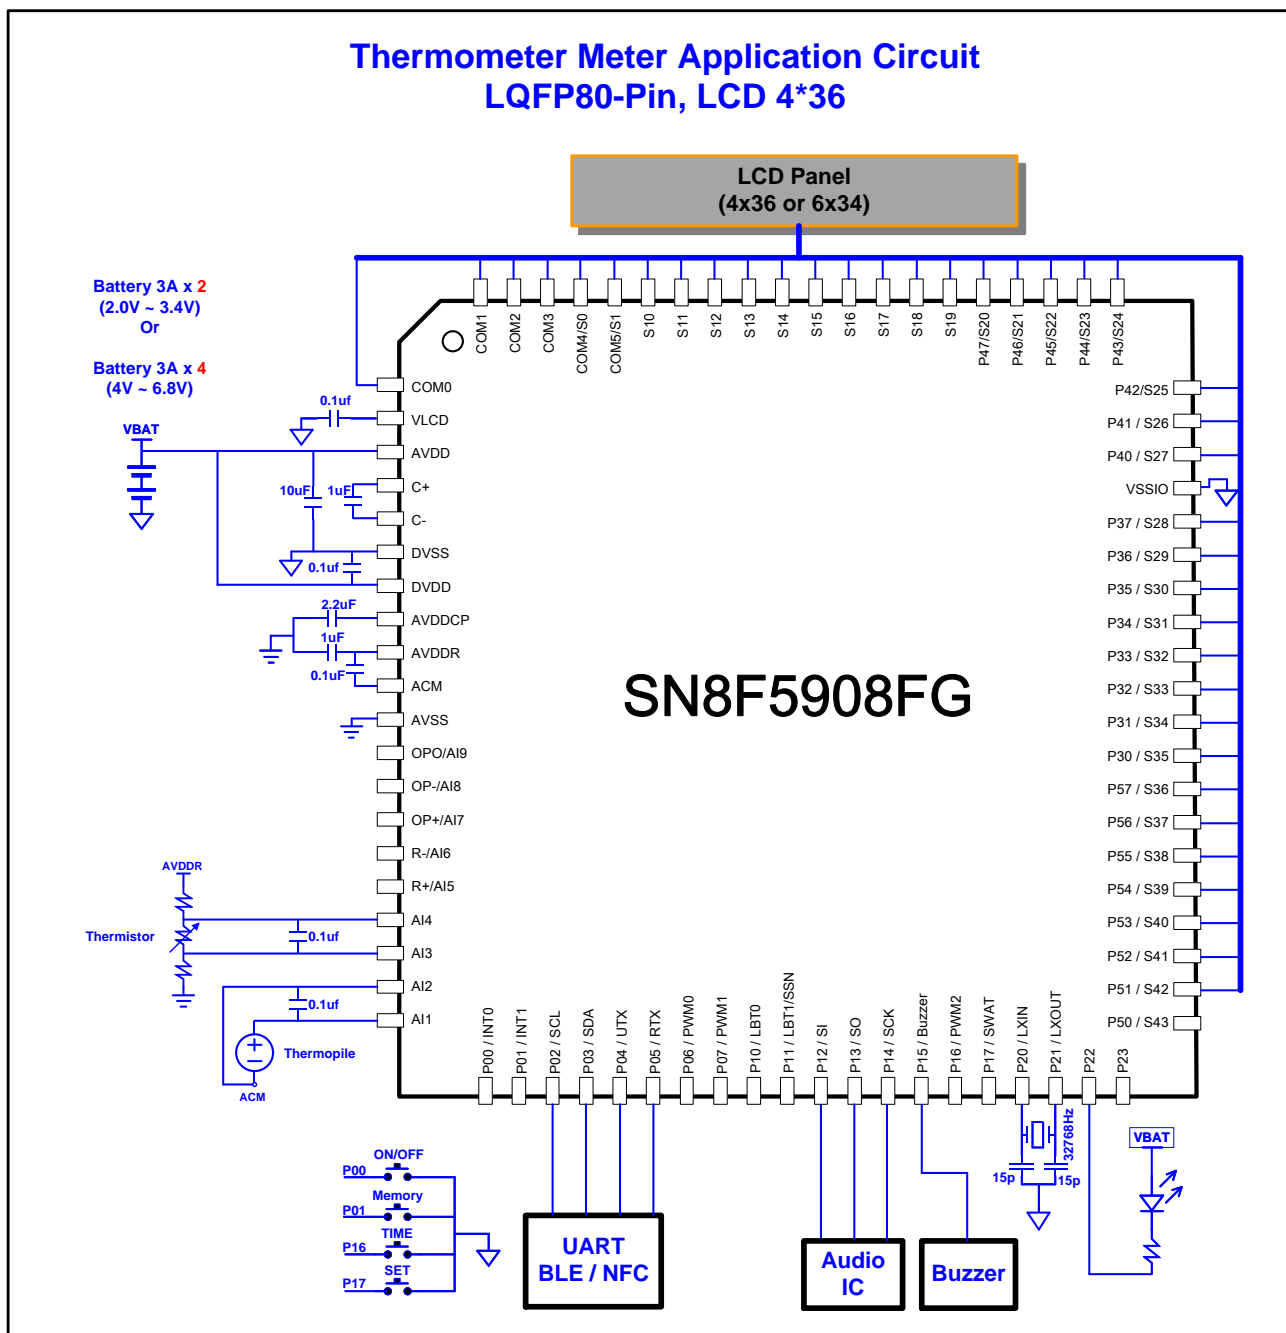 Thermometer Meter Application Circuit
LQFP80-Pin, LCD 4*36
LCD Panel
(4x36 or 6x34)
Battery 3A x 2
(2.0V ~ 3.4V)
Or
Battery 3A x 4
(4V ~ 6.8V)
VBAT
COM1
COM2
COM3
COM4/S0
COM5/S1
S10
S11
S12
S13
S14
S15
S16
S17
S18
S19
P47/S20
P46/S21
P45/S22
P44/S23
P43/S24
COM0
VLCD
AVDD
C+
C-
DVSS
DVDD
AVDDCP
AVDDR
ACM
AVSS
OPO/AI9
OP-/AI8
OP+/AI7
R-/AI6
R+/AI5
AI4
AI3
AI2
AI1
0.1uf
10uF
1uF
0.1uf
2.2uF
1uF
0.1uF
AVDDR
Thermistor
0.1uf
0.1uf
Thermopile
ACM
SN8F5908FG
P42/S25
P41 / S26
P40 / S27
VSSIO
P37 / S28
P36 / S29
P35 / S30
P34 / S31
P33 / S32
P32 / S33
P31 / S34
P30 / S35
P57 / S36
P56 / S37
P55 / S38
P54 / S39
P53 / S40
P52 / S41
P51 / S42
P50 / S43
P00 / INT0
P01 / INT1
P02 / SCL
P03 / SDA
P04 / UTX
P05 / RTX
P06 / PWM0
P07 / PWM1
P10 / LBT0
P11 / LBT1/SSN
P12 / SI
P13 / SO
P14 / SCK
P15 / Buzzer
P16 / PWM2
P17 / SWAT
P20 / LXIN
P21 / LXOUT
P22
P23
32768Hz
15p
15p
VBAT
ON/OFF
P00
Memory
P01
TIME
P16
SET
P17
UART
BLE / NFC
Audio
IC
Buzzer